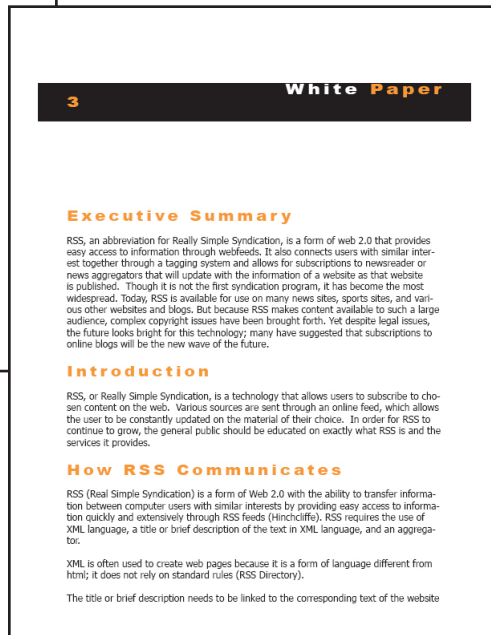 3
White Paper
Executive Summary
RSS, an abbreviation for Really Simple Syndication, is a form of web 2.0 that provides
easy access to information through webfeeds. It also connects users with similar inter-
est together through a tagging system and allows for subscriptions to newsreader or
news aggregators that will update with the information of a website as that website
is published.  Though it is not the first syndication program, it has become the most
widespread. Today, RSS is available for use on many news sites, sports sites, and vari-
ous other websites and blogs. But because RSS makes content available to such a large
audience, complex copyright issues have been brought forth. Yet despite legal issues,
the future looks bright for this technology; many have suggested that subscriptions to
online blogs will be the new wave of the future.
Introduction
RSS, or Really Simple Syndication, is a technology that allows users to subscribe to cho-
sen content on the web.  Various sources are sent through an online feed, which allows
the user to be constantly updated on the material of their choice.  In order for RSS to
continue to grow, the general public should be educated on exactly what RSS is and the
services it provides.
How RSS Communicates
RSS (Real Simple Syndication) is a form of Web 2.0 with the ability to transfer informa-
tion between computer users with similar interests by providing easy access to informa-
tion quickly and extensively through RSS feeds (Hinchcliffe). RSS requires the use of
XML language, a title or brief description of the text in XML language, and an aggrega-
tor.
XML is often used to create web pages because it is a form of language different from
html; it does not rely on standard rules (RSS Directory).
The title or brief description needs to be linked to the corresponding text of the website